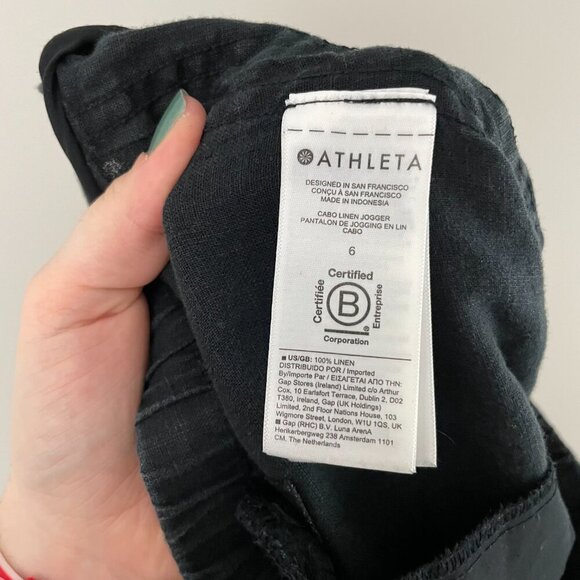 ATHLETA
DESIGNED IN SAN FRANCISCO
CONÇU À SAN FRANCISCO
MADE IN INDONESIA
CABO LINEN JOGGER
PANTALON DE JOGGING EN LIN
CABO
6
Certified
Certifiée
B
Entreprise
Corporation
■ US/GB: 100% LINEN
DISTRIBUIDO POR / Imported
By/Importe Par / ΕΙΣΑΓΕΤΑΙ ΑΠΟ ΤΗΝ:
Gap Stores (Ireland) Limited c/o Arthur
Cox, 10 Earlsfort Terrace, Dublin 2, D02
T380, Ireland, Gap (UK Holdings)
Limited, 2nd Floor Nations House, 103
Wigmore Street, London, W1U 1QS, UK
■ Gap (RHC) B.V. Luna ArenA
Herikerbergweg 238 Amsterdam 1101
CM. The Netherlands